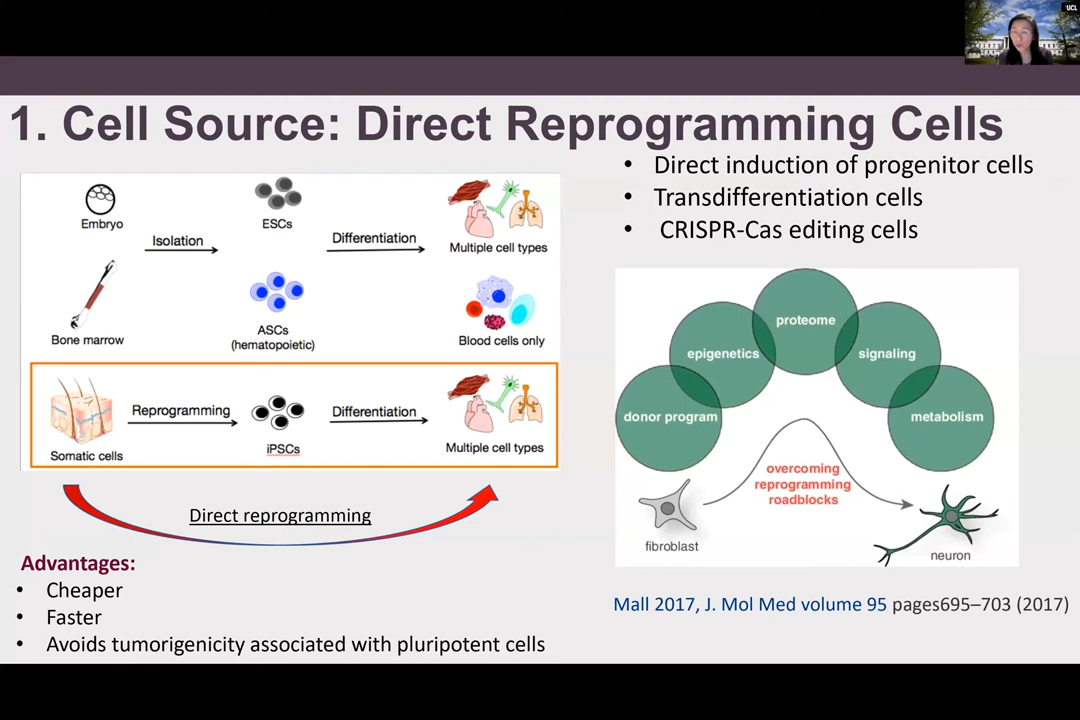 UCL
1. Cell Source: Direct Reprogramming Cells
• Direct induction of progenitor cells
• Transdifferentiation cells
• CRISPR-Cas editing cells
Embryo
Isolation
ESCs
Differentiation
Multiple cell types
Bone marrow
ASCs
(hematopoietic)
Blood cells only
Somatic cells
Reprogramming
iPSCs
Differentiation
Multiple cell types
Direct reprogramming
Advantages:
• Cheaper
• Faster
• Avoids tumorigenicity associated with pluripotent cells
donor program
epigenetics
proteome
signaling
metabolism
overcoming
reprogramming
roadblocks
fibroblast
neuron
Mall 2017, J. Mol Med volume 95 pages695–703 (2017)